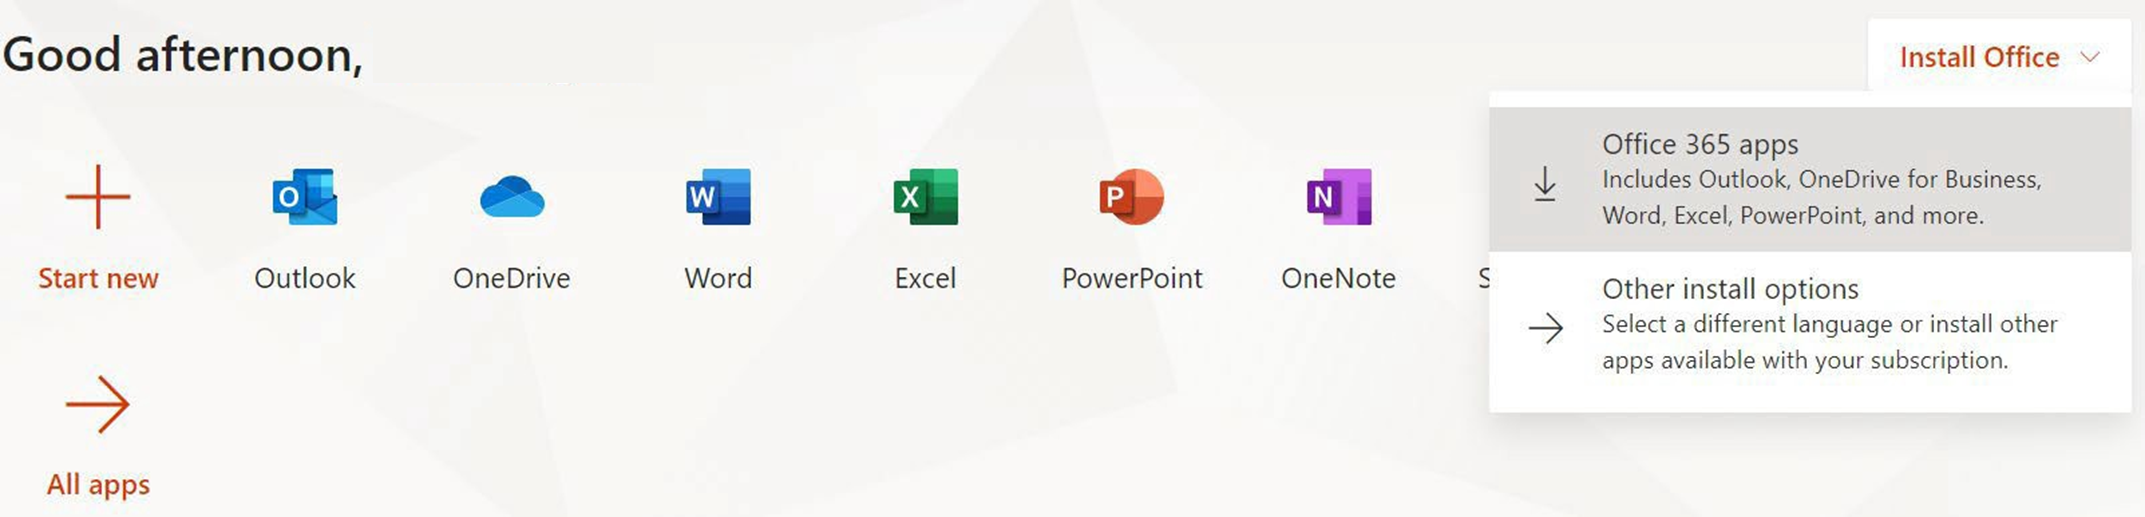 Good afternoon,
Install Office
Office 365 apps
Includes Outlook, OneDrive for Business,
Word, Excel, PowerPoint, and more.
Other install options
Select a different language or install other
apps available with your subscription.
O
W
X
P
N
Start new
Outlook
OneDrive
Word
Excel
PowerPoint
OneNote
S
All apps